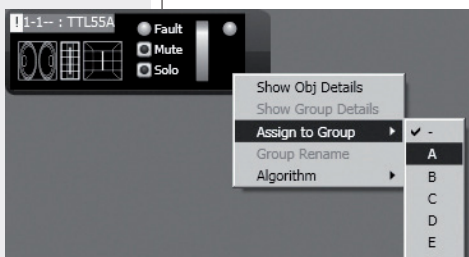 ! 1-1-- : TTL55A
Fault
Mute
Solo
Show Obj Details
Show Group Details
Assign to Group
Group Rename
Algorithm
-
A
B
C
D
E